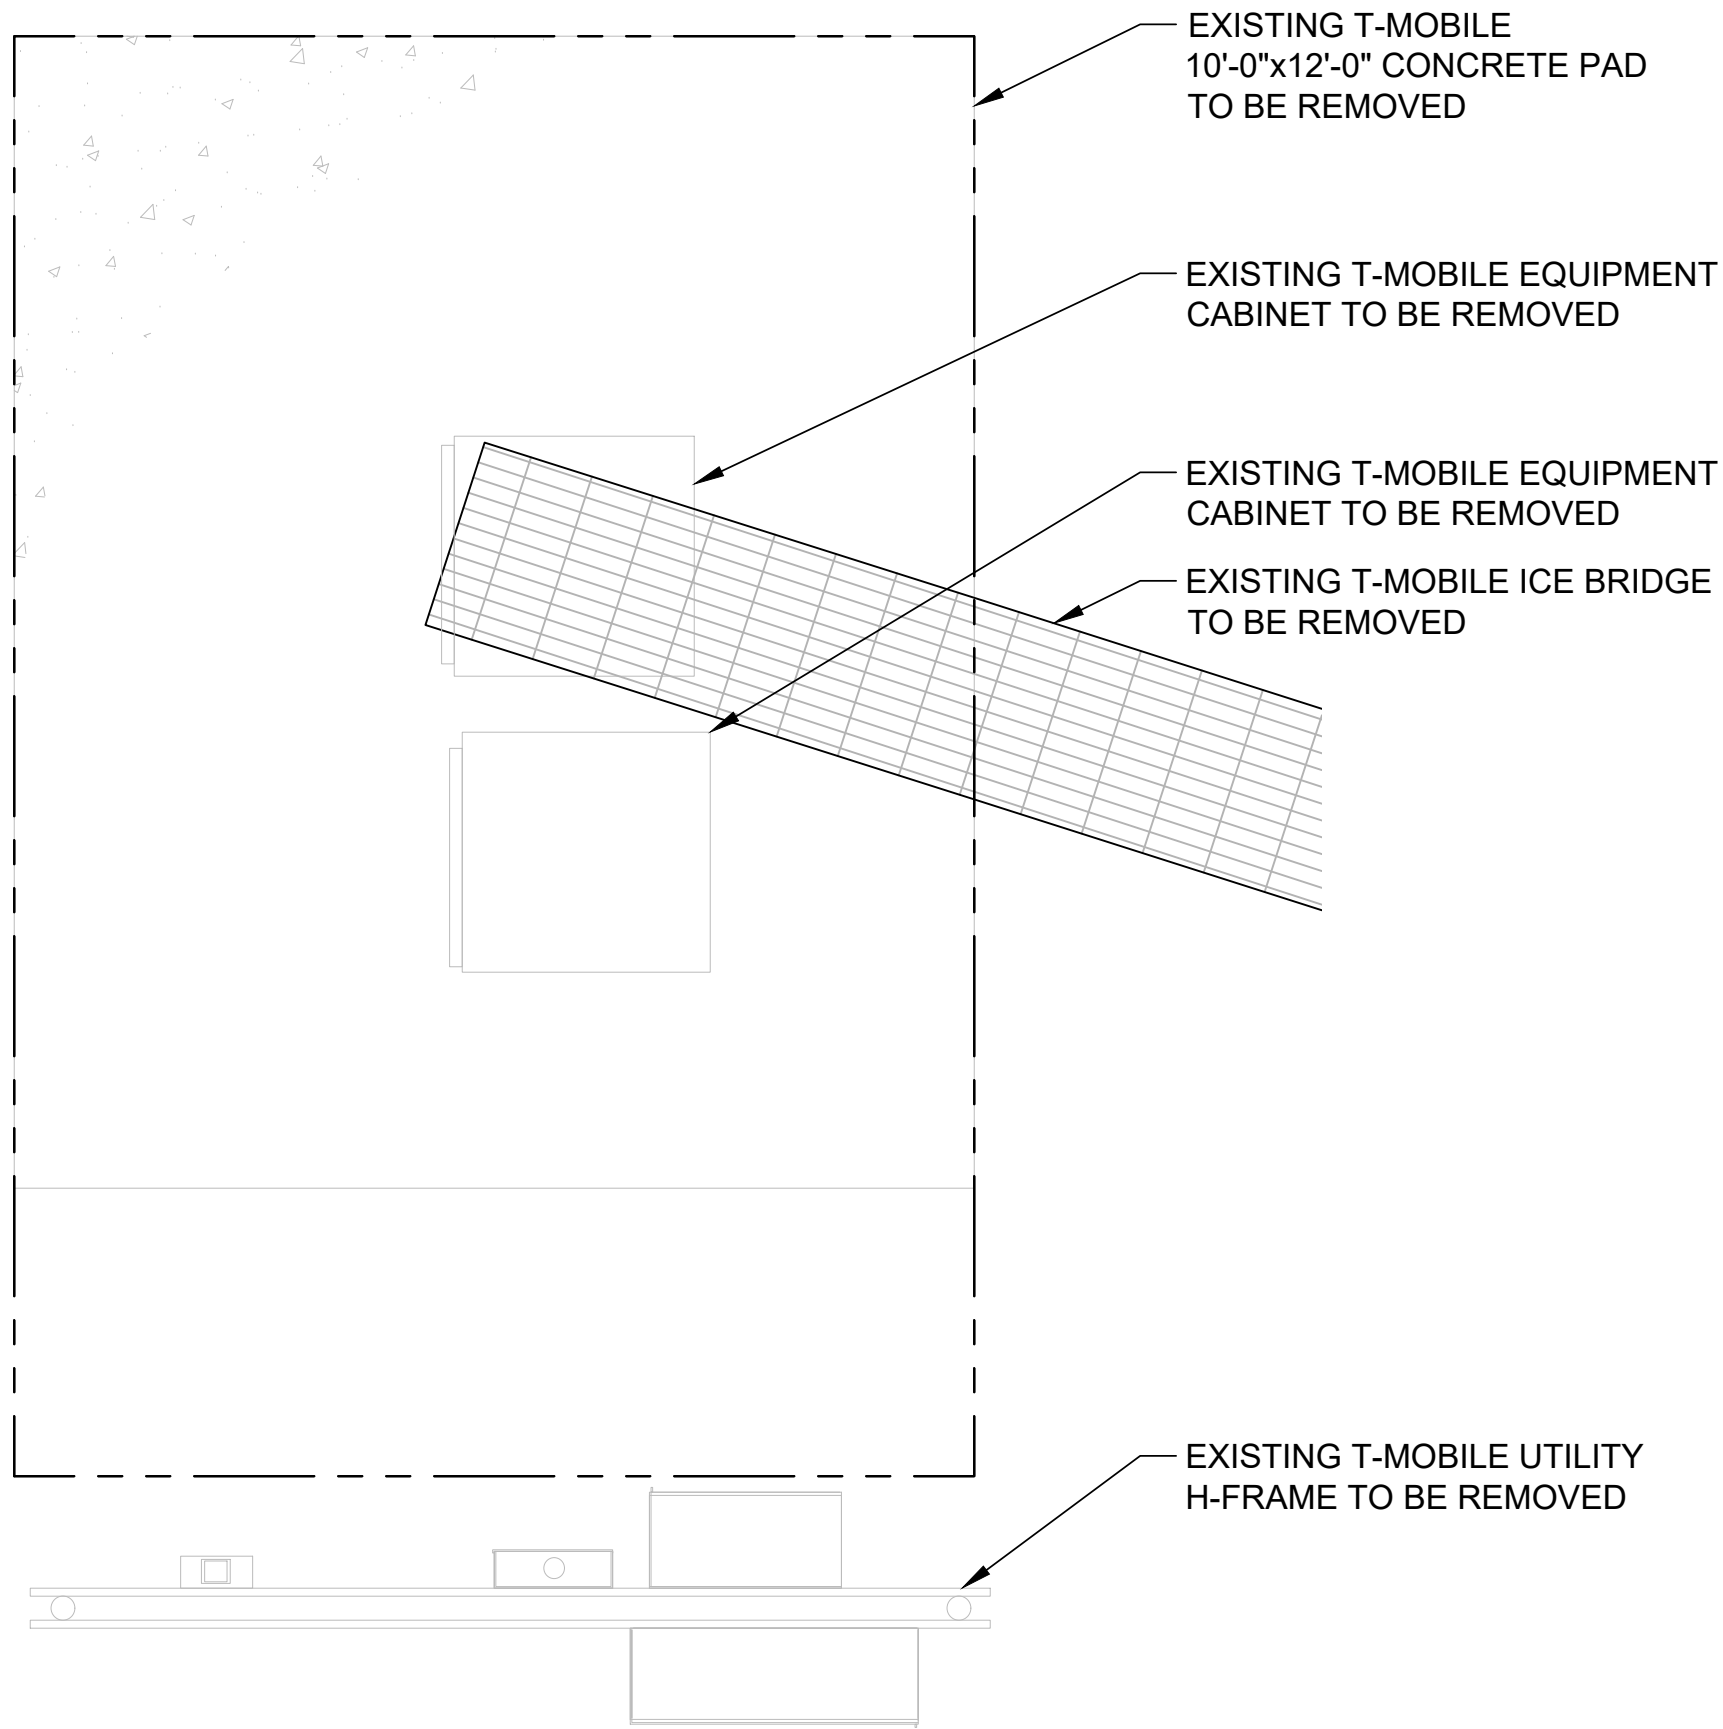 EXISTING T-MOBILE
10'-0"x12'-0" CONCRETE PAD
TO BE REMOVED
EXISTING T-MOBILE EQUIPMENT
CABINET TO BE REMOVED
EXISTING T-MOBILE EQUIPMENT
CABINET TO BE REMOVED
EXISTING T-MOBILE ICE BRIDGE
TO BE REMOVED
EXISTING T-MOBILE UTILITY
H-FRAME TO BE REMOVED